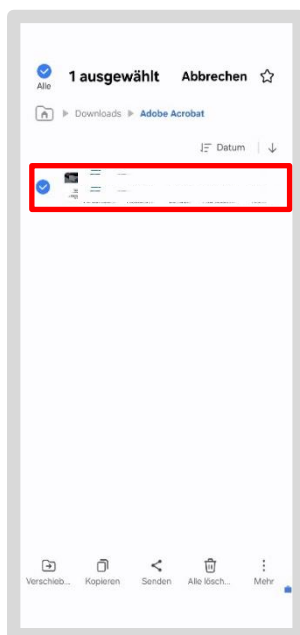 Alle 1 ausgewählt Abbrechen
Downloads Adobe Acrobat
Datum
Verschieb... Kopieren Senden Alle lösch... Mehr